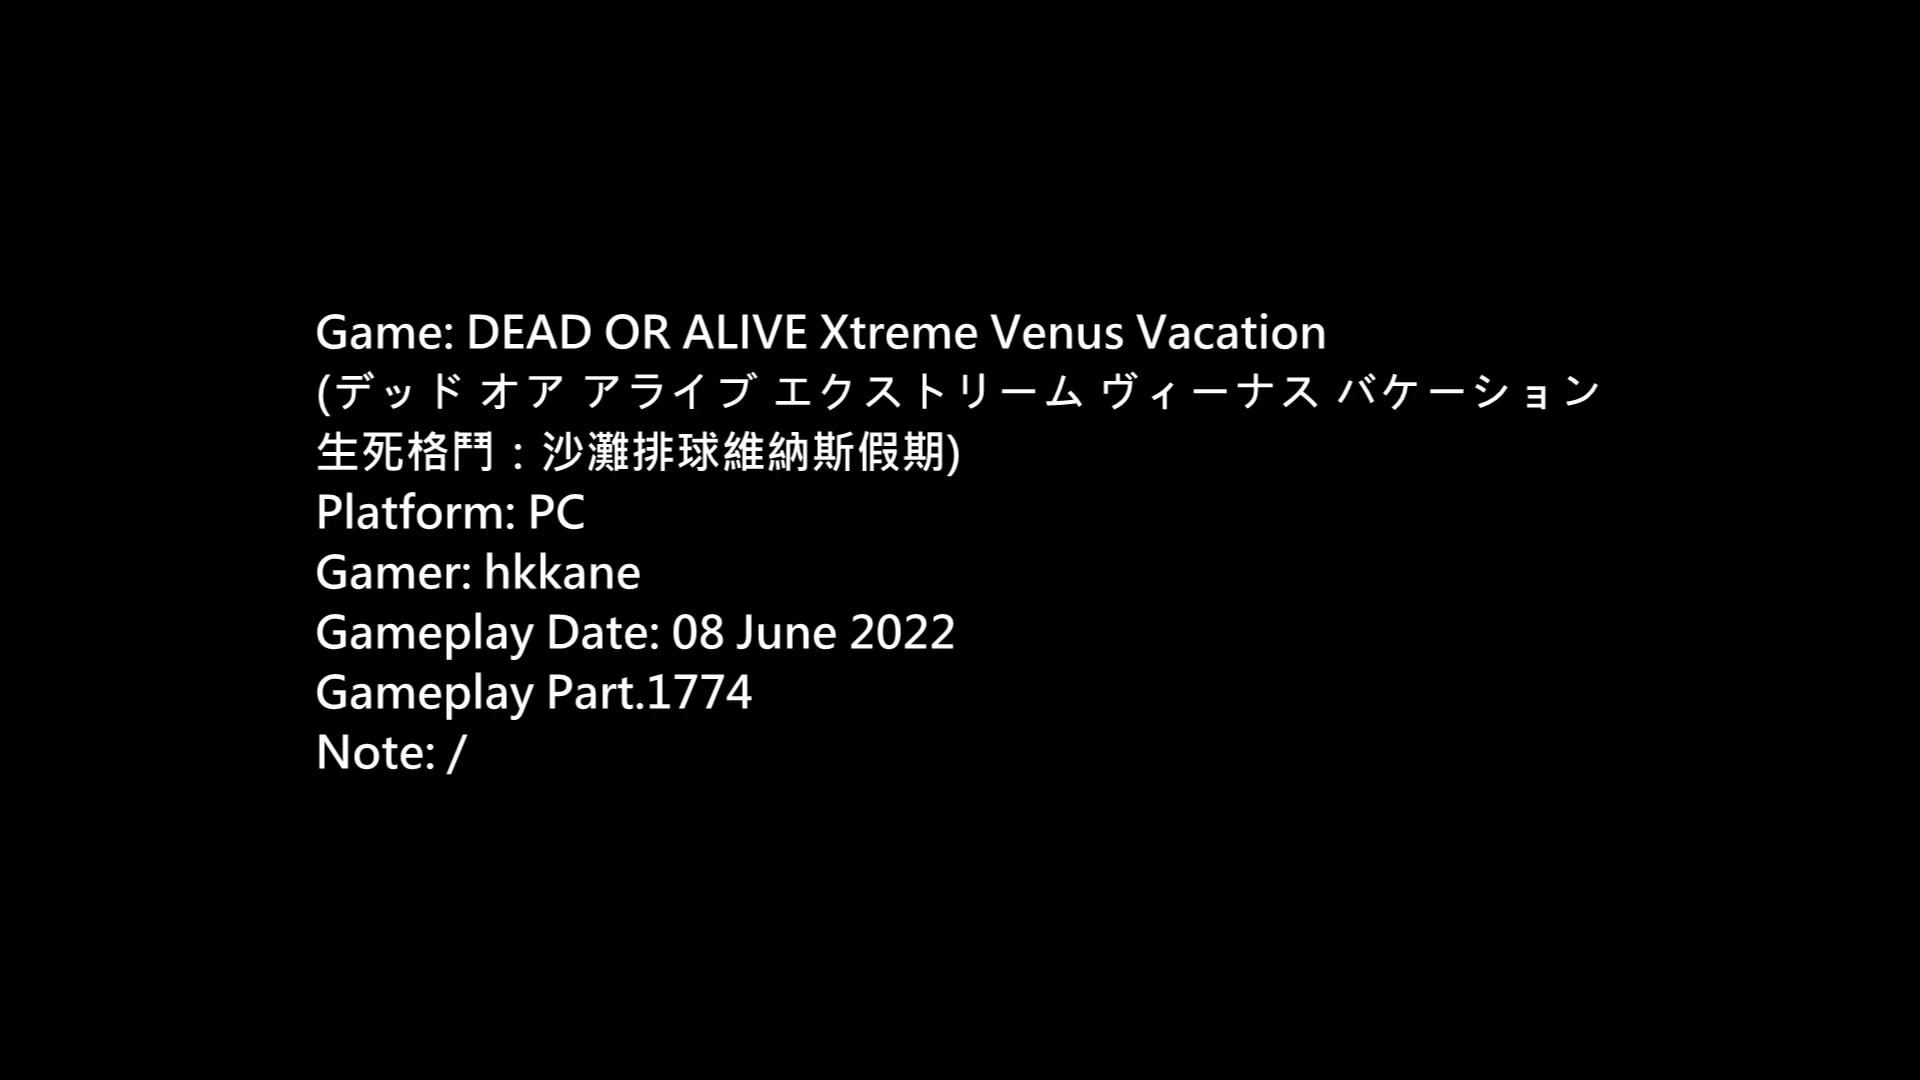 Game: DEAD OR ALIVE Xtreme Venus Vacation
(デッド オア アライブ エクストリーム ヴィーナス バケーション
生死格鬥：沙灘排球維納斯假期)
Platform: PC
Gamer: hkkane
Gameplay Date: 08 June 2022
Gameplay Part.1774
Note: /